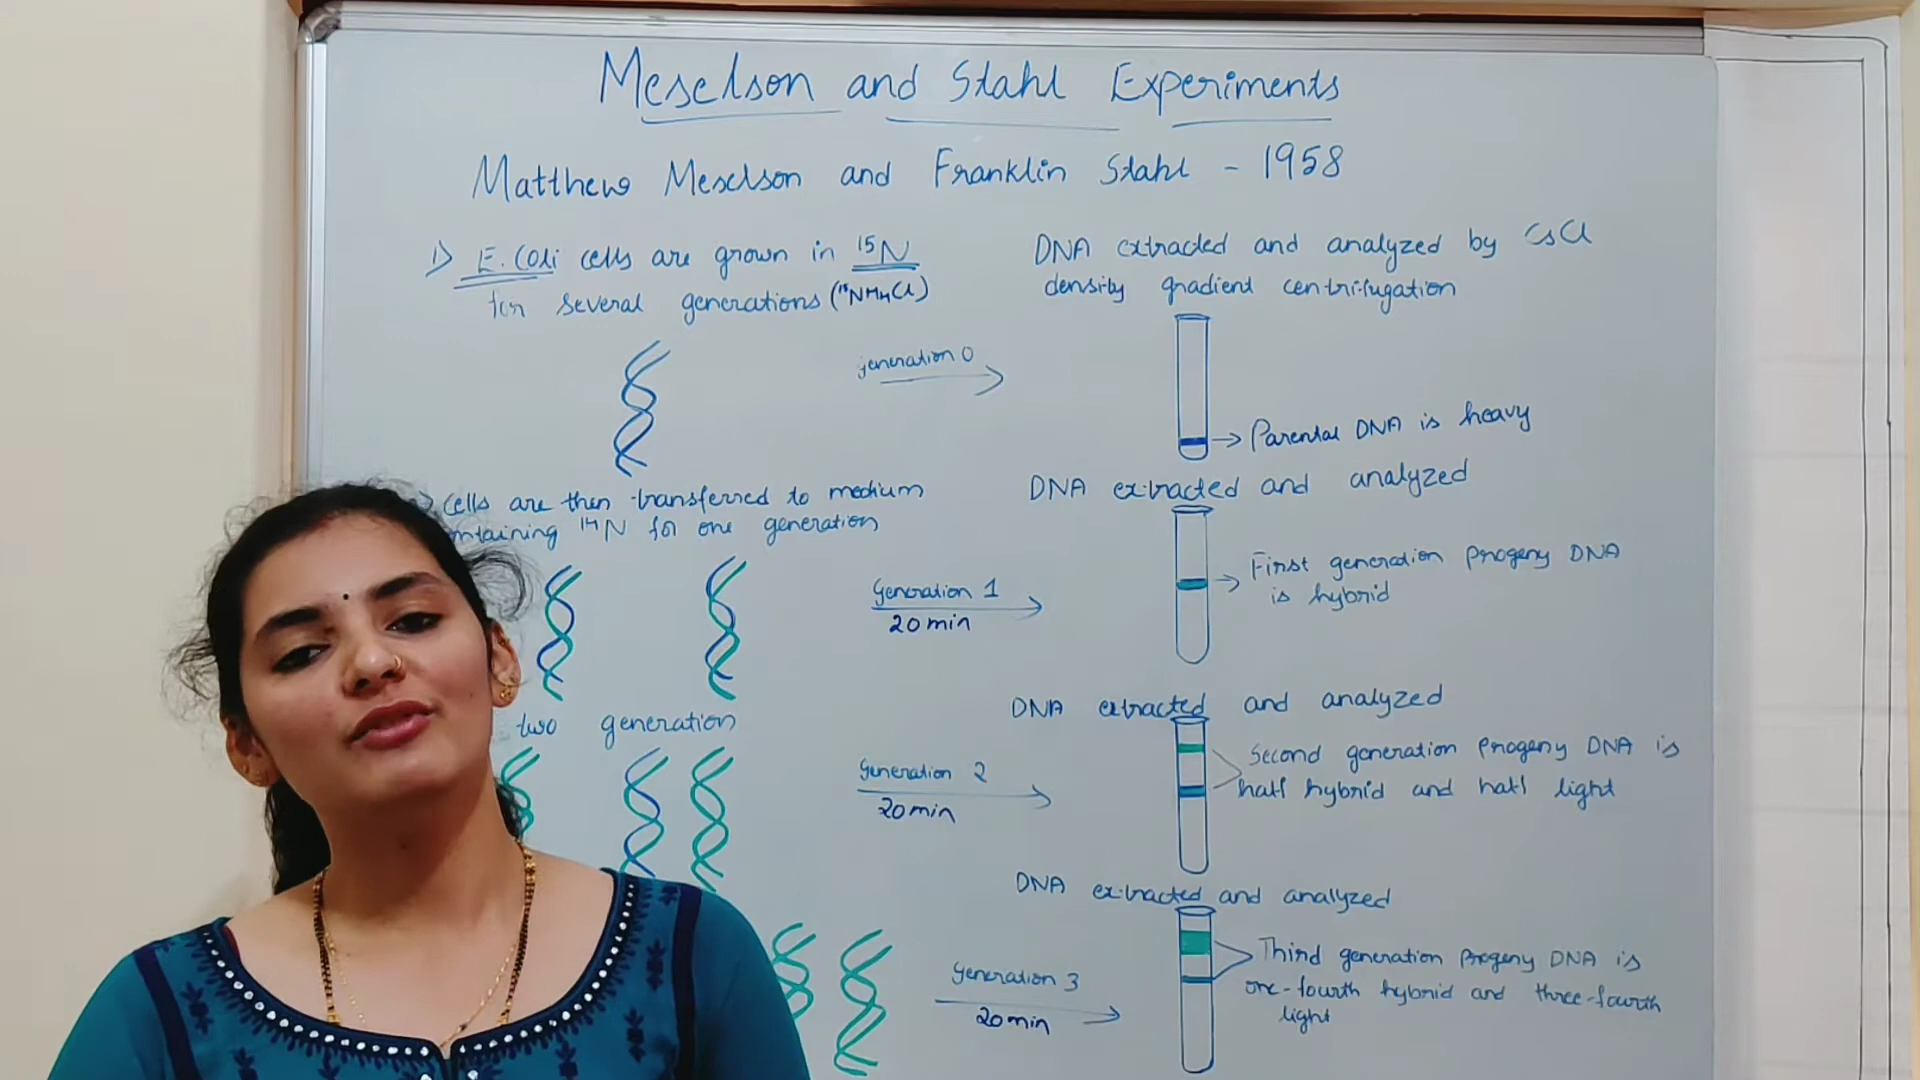 Meselson and Stahl Experiments
Matthew Meselson and Franklin Stahl - 1958
1) E. Coli cells are grown in ¹⁵N
for several generations (¹⁵NH₄Cl)
DNA extracted and analyzed by CsCl
density gradient centrifugation
generation 0
→ Parental DNA is heavy
cells are then transferred to medium
ntaining ¹⁴N for one generation
DNA extracted and analyzed
Generation 1
20 min
→ First generation progeny DNA
is hybrid
two generation
DNA extracted and analyzed
Generation 2
20 min
Second generation progeny DNA is
half hybrid and half light
DNA extracted and analyzed
Generation 3
20 min
Third generation progeny DNA is
one-fourth hybrid and three-fourth
light